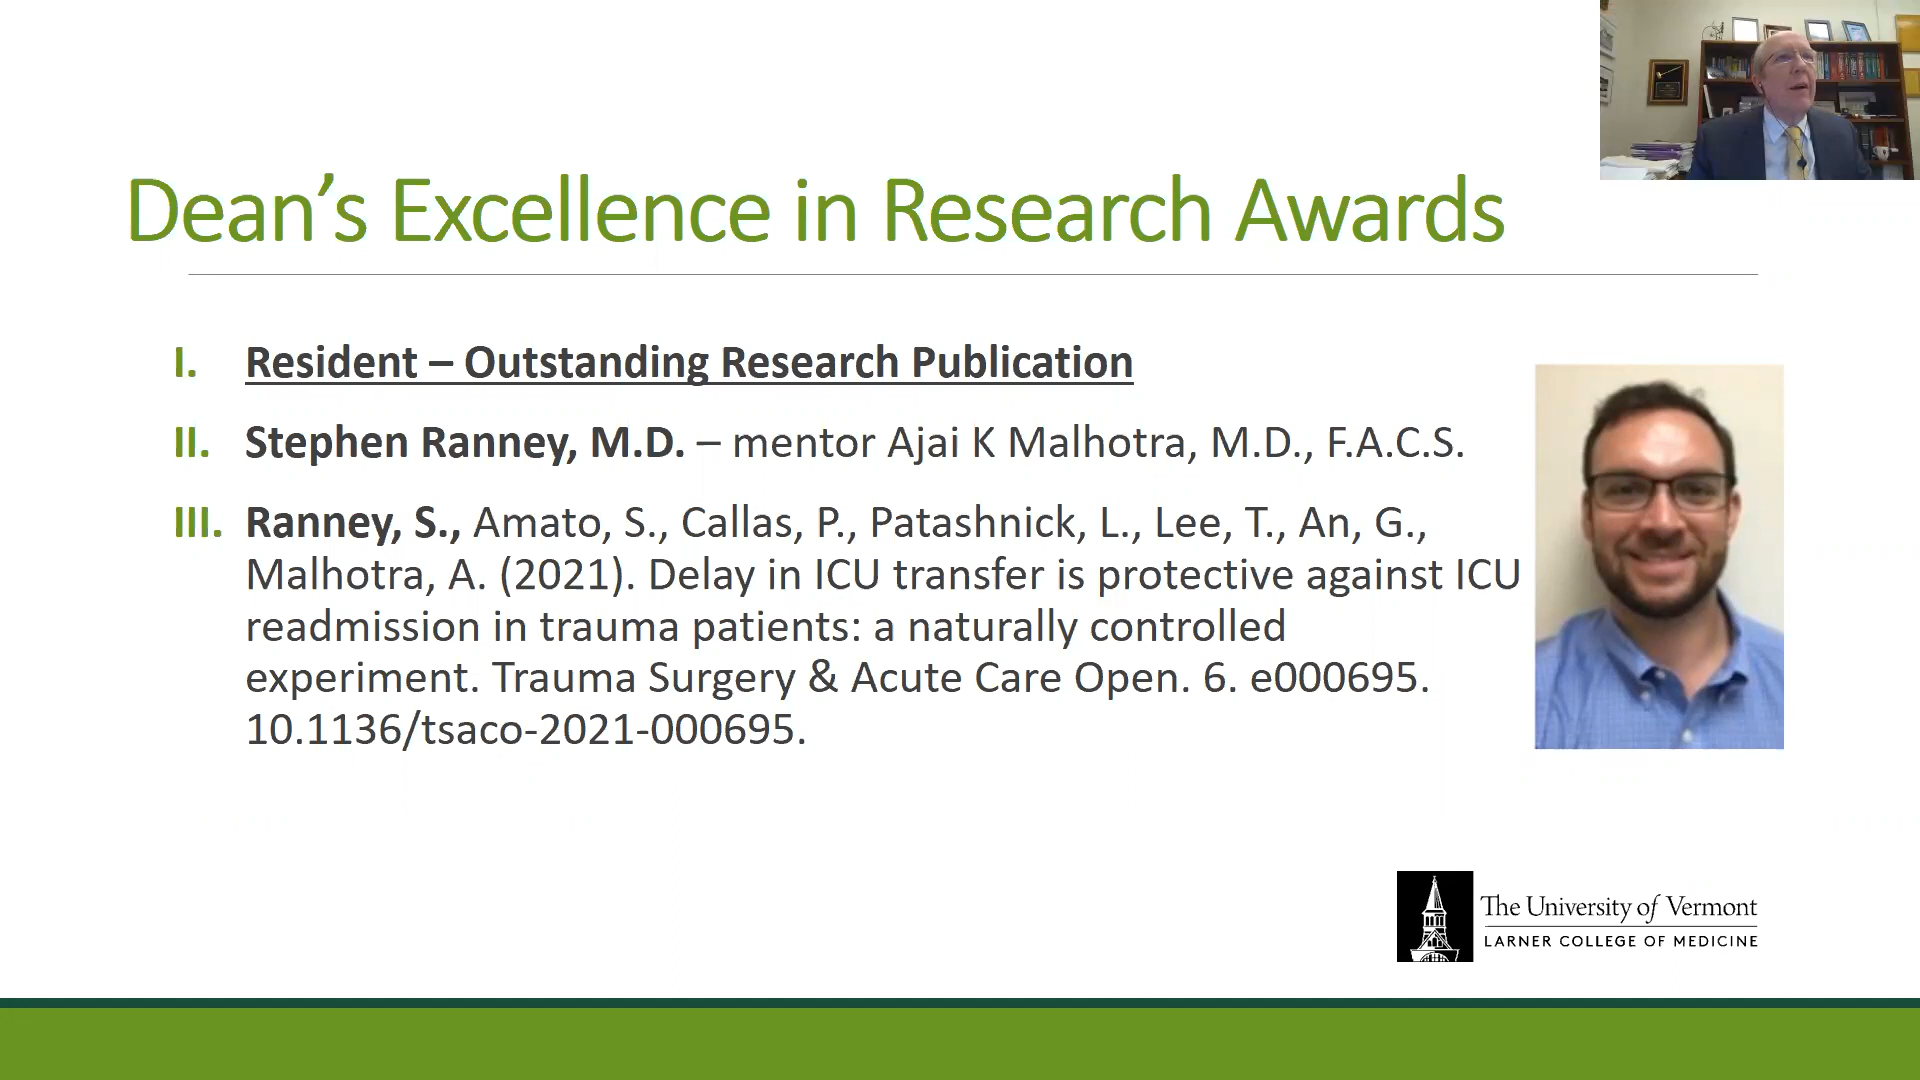 Dean’s Excellence in Research Awards
I. Resident – Outstanding Research Publication
II. Stephen Ranney, M.D. – mentor Ajai K Malhotra, M.D., F.A.C.S.
III. Ranney, S., Amato, S., Callas, P., Patashnick, L., Lee, T., An, G.,
Malhotra, A. (2021). Delay in ICU transfer is protective against ICU
readmission in trauma patients: a naturally controlled
experiment. Trauma Surgery & Acute Care Open. 6. e000695.
10.1136/tsaco-2021-000695.
The University of Vermont
LARNER COLLEGE OF MEDICINE